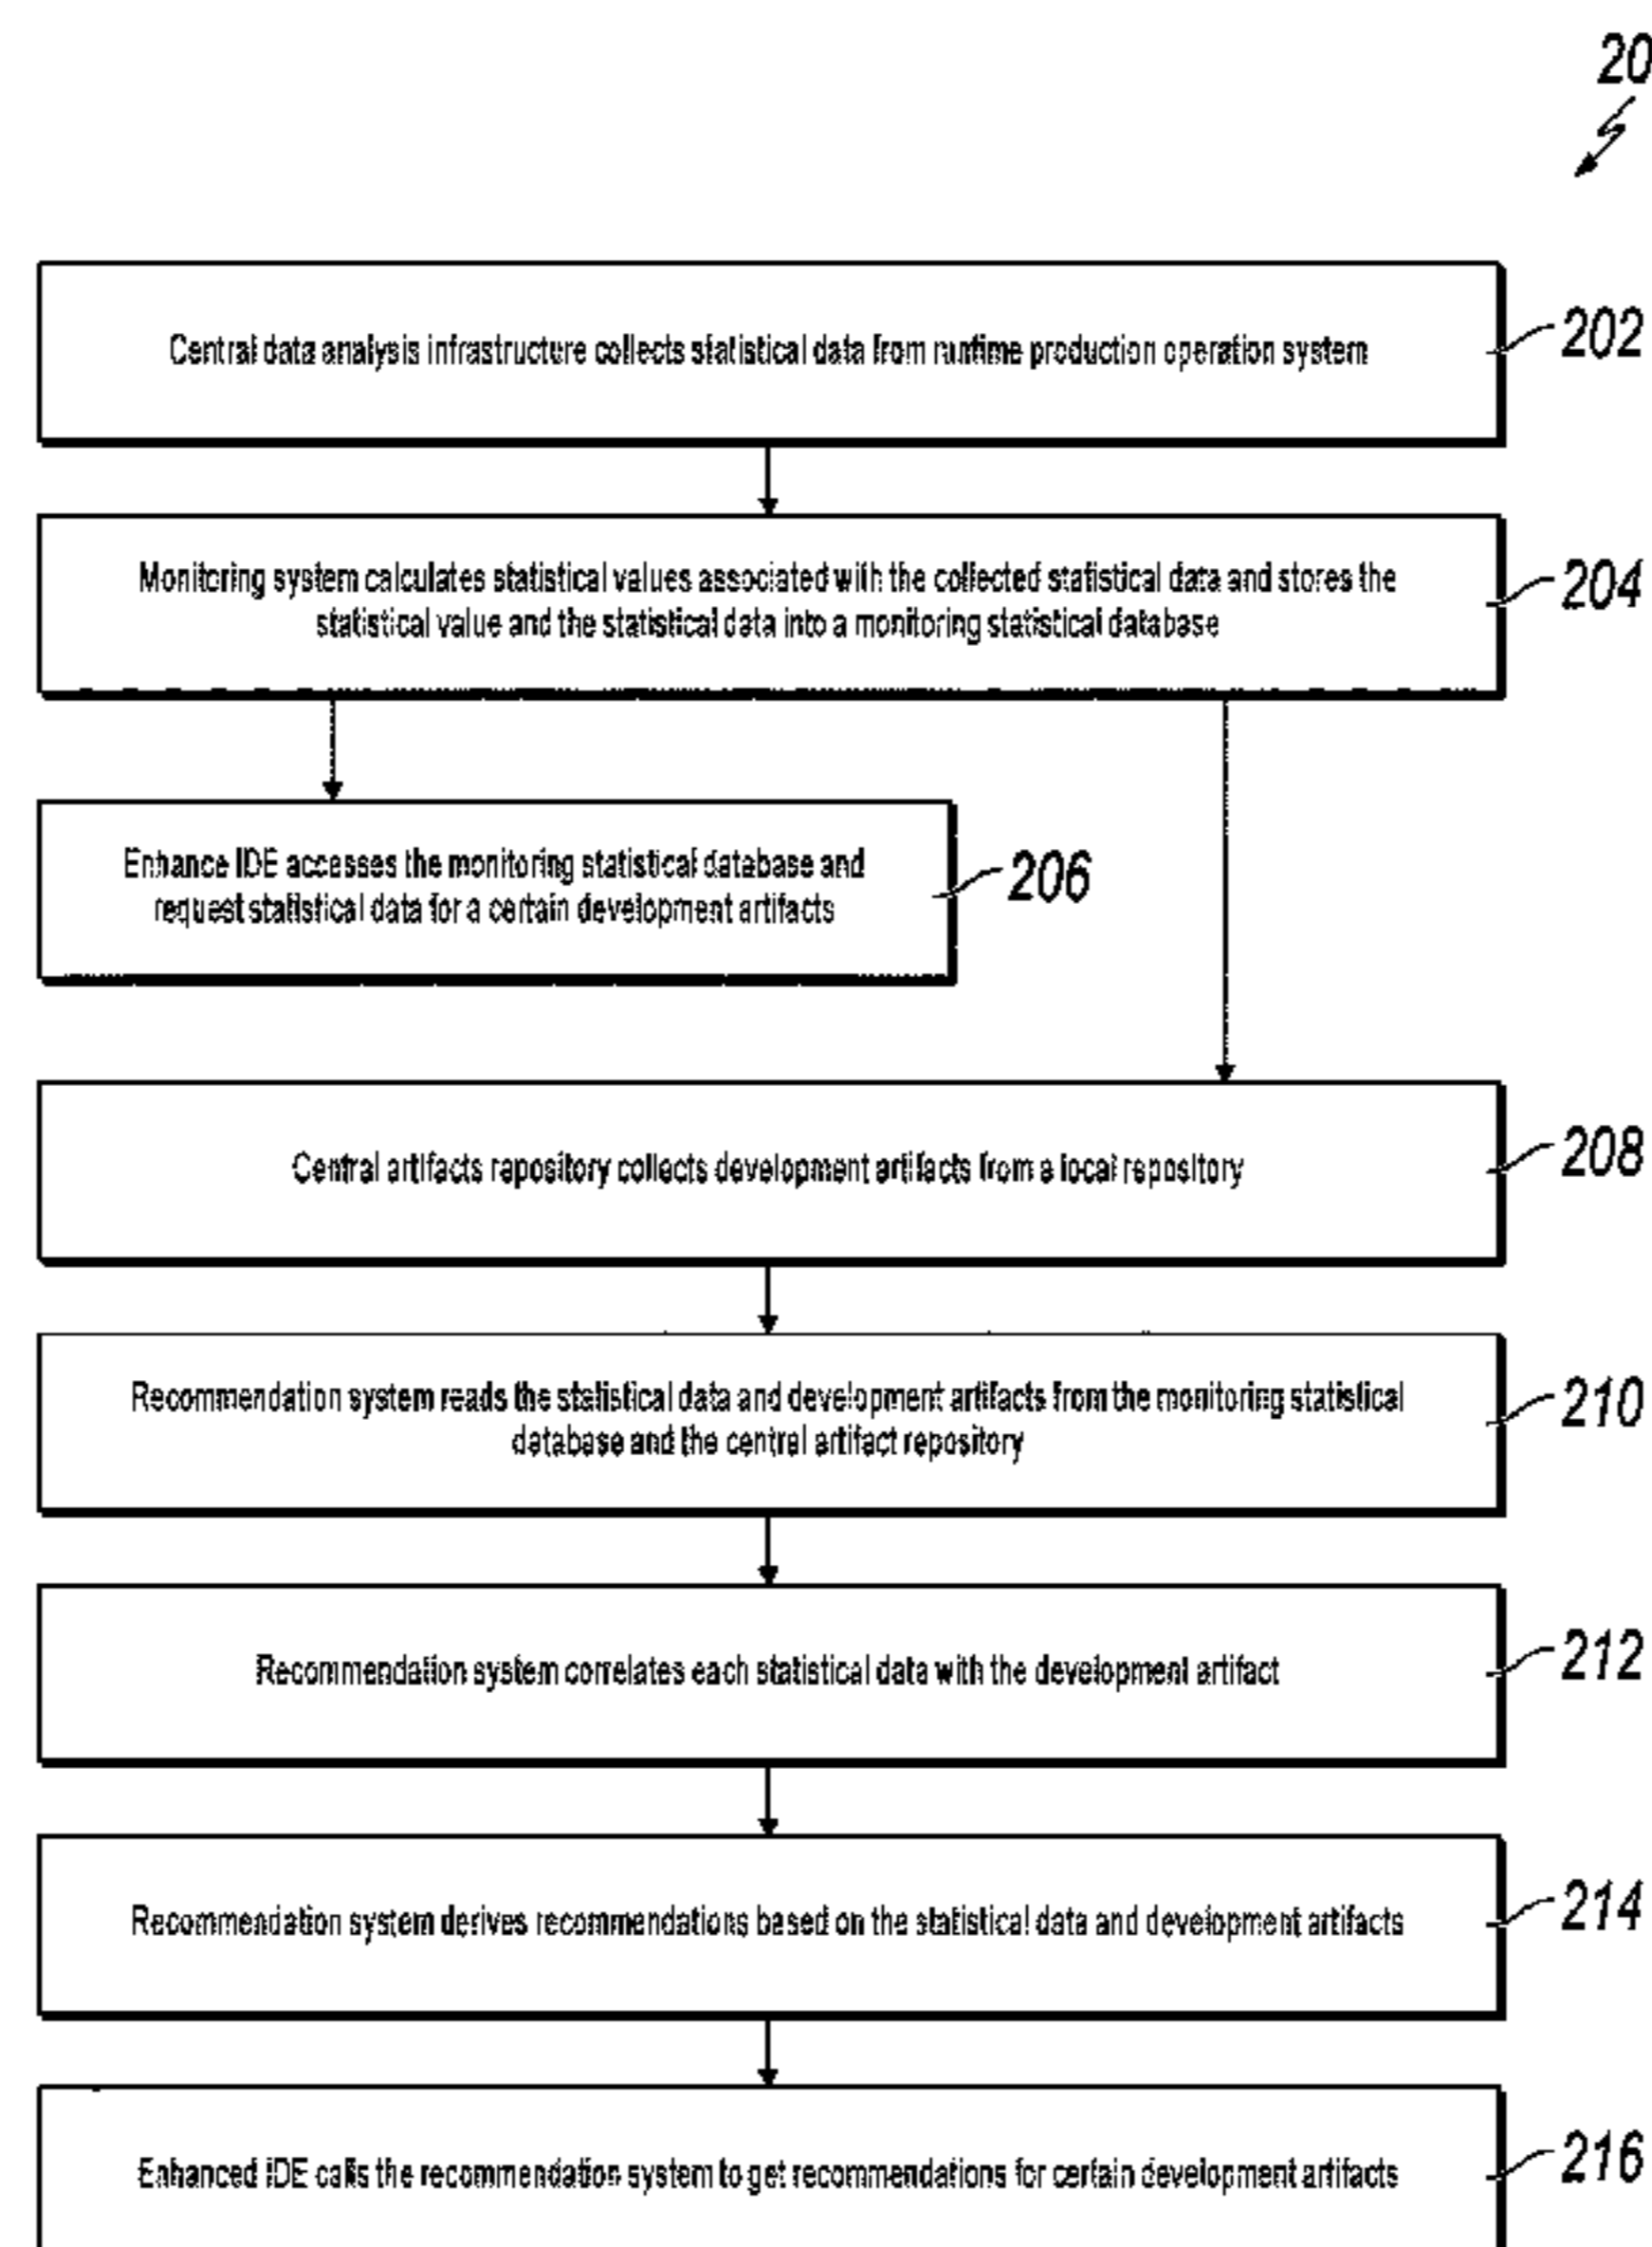 20
Central data analysis infrastructure collects statistical data from runtime production operation system
202
Monitoring system calculates statistical values associated with the collected statistical data and stores the
statistical value and the statistical data into a monitoring statistical database
204
Enhance IDE accesses the monitoring statistical database and
request statistical data for a certain development artifacts
206
Central artifacts repository collects development artifacts from a local repository
208
Recommendation system reads the statistical data and development artifacts from the monitoring statistical
database and the central artifact repository
210
Recommendation system correlates each statistical data with the development artifact
212
Recommendation system derives recommendations based on the statistical data and development artifacts
214
Enhanced IDE calls the recommendation system to get recommendations for certain development artifacts
216